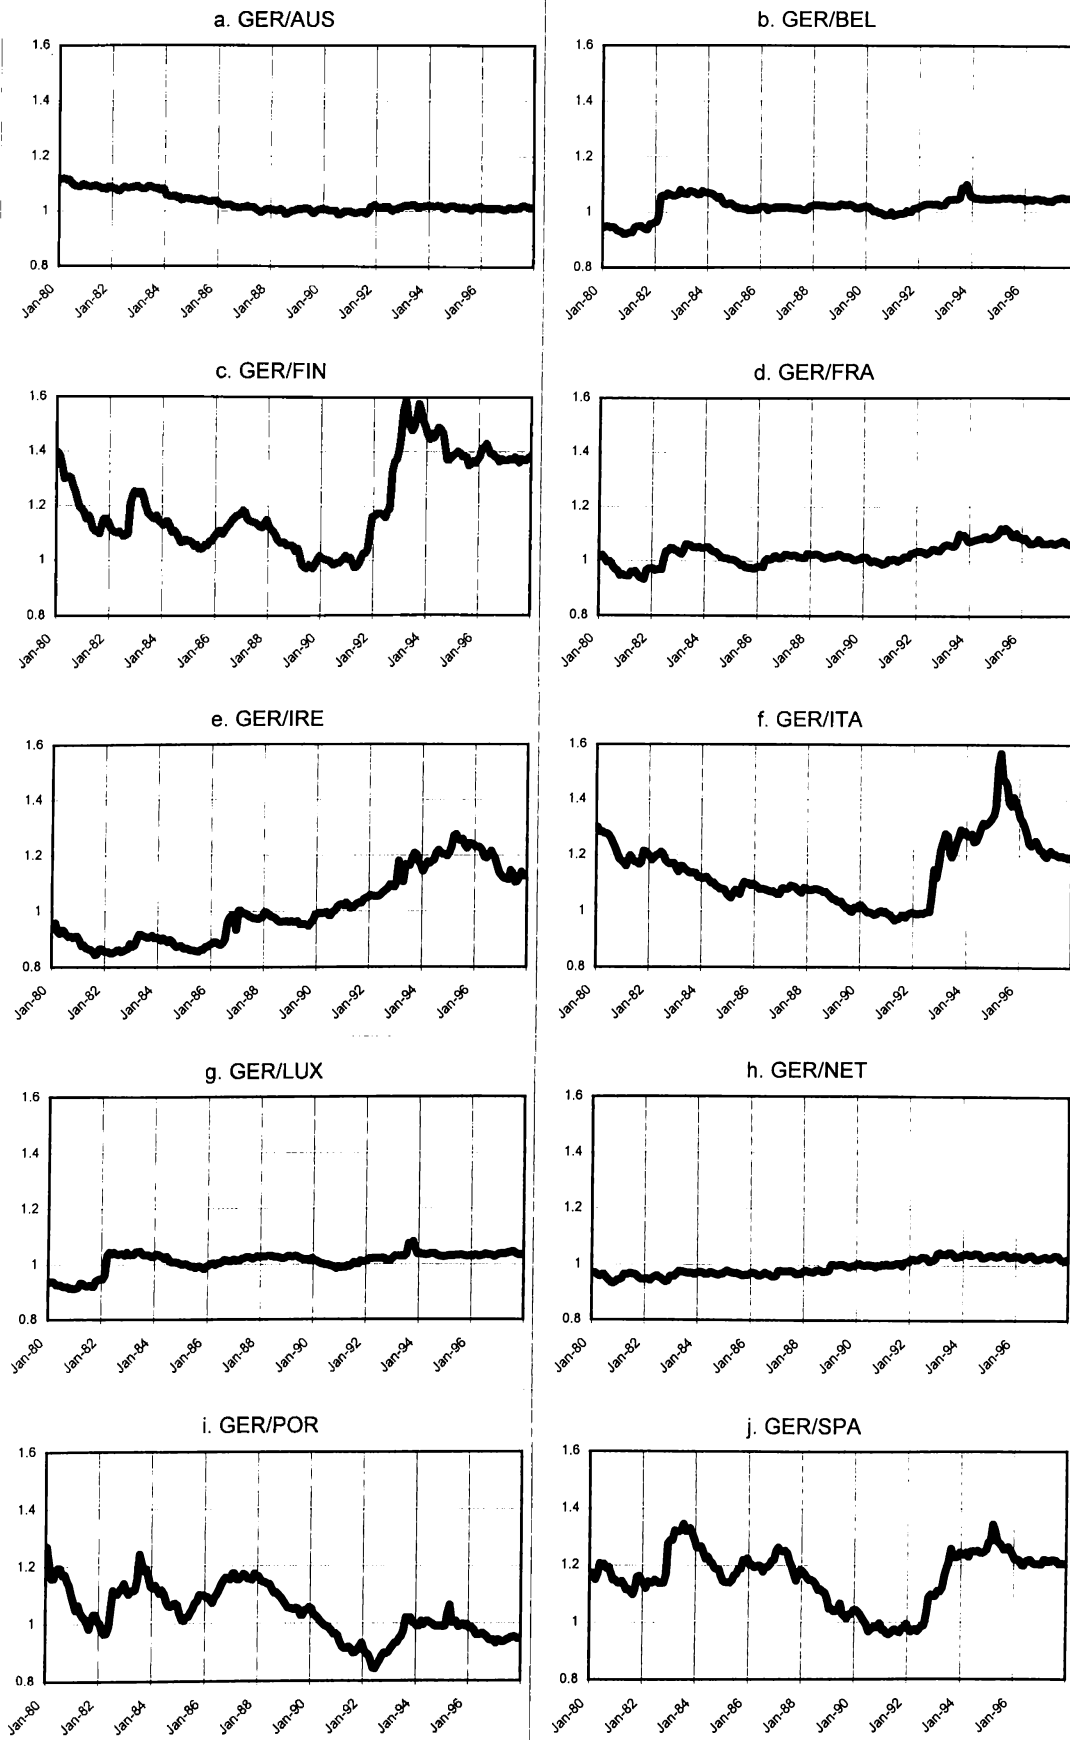 a. GER/AUS
1.6
1.4
1.2
1
0.8
Jan-80 Jan-82 Jan-84 Jan-86 Jan-88 Jan-90 Jan-92 Jan-94 Jan-96
b. GER/BEL
1.6
1.4
1.2
1
0.8
Jan-80 Jan-82 Jan-84 Jan-86 Jan-88 Jan-90 Jan-92 Jan-94 Jan-96
c. GER/FIN
1.6
1.4
1.2
1
0.8
Jan-80 Jan-82 Jan-84 Jan-86 Jan-88 Jan-90 Jan-92 Jan-94 Jan-96
d. GER/FRA
1.6
1.4
1.2
1
0.8
Jan-80 Jan-82 Jan-84 Jan-86 Jan-88 Jan-90 Jan-92 Jan-94 Jan-96
e. GER/IRE
1.6
1.4
1.2
1
0.8
Jan-80 Jan-82 Jan-84 Jan-86 Jan-88 Jan-90 Jan-92 Jan-94 Jan-96
f. GER/ITA
1.6
1.4
1.2
1
0.8
Jan-80 Jan-82 Jan-84 Jan-86 Jan-88 Jan-90 Jan-92 Jan-94 Jan-96
g. GER/LUX
1.6
1.4
1.2
1
0.8
Jan-80 Jan-82 Jan-84 Jan-86 Jan-88 Jan-90 Jan-92 Jan-94 Jan-96
h. GER/NET
1.6
1.4
1.2
1
0.8
Jan-80 Jan-82 Jan-84 Jan-86 Jan-88 Jan-90 Jan-92 Jan-94 Jan-96
i. GER/POR
1.6
1.4
1.2
1
0.8
Jan-80 Jan-82 Jan-84 Jan-86 Jan-88 Jan-90 Jan-92 Jan-94 Jan-96
j. GER/SPA
1.6
1.4
1.2
1
0.8
Jan-80 Jan-82 Jan-84 Jan-86 Jan-88 Jan-90 Jan-92 Jan-94 Jan-96